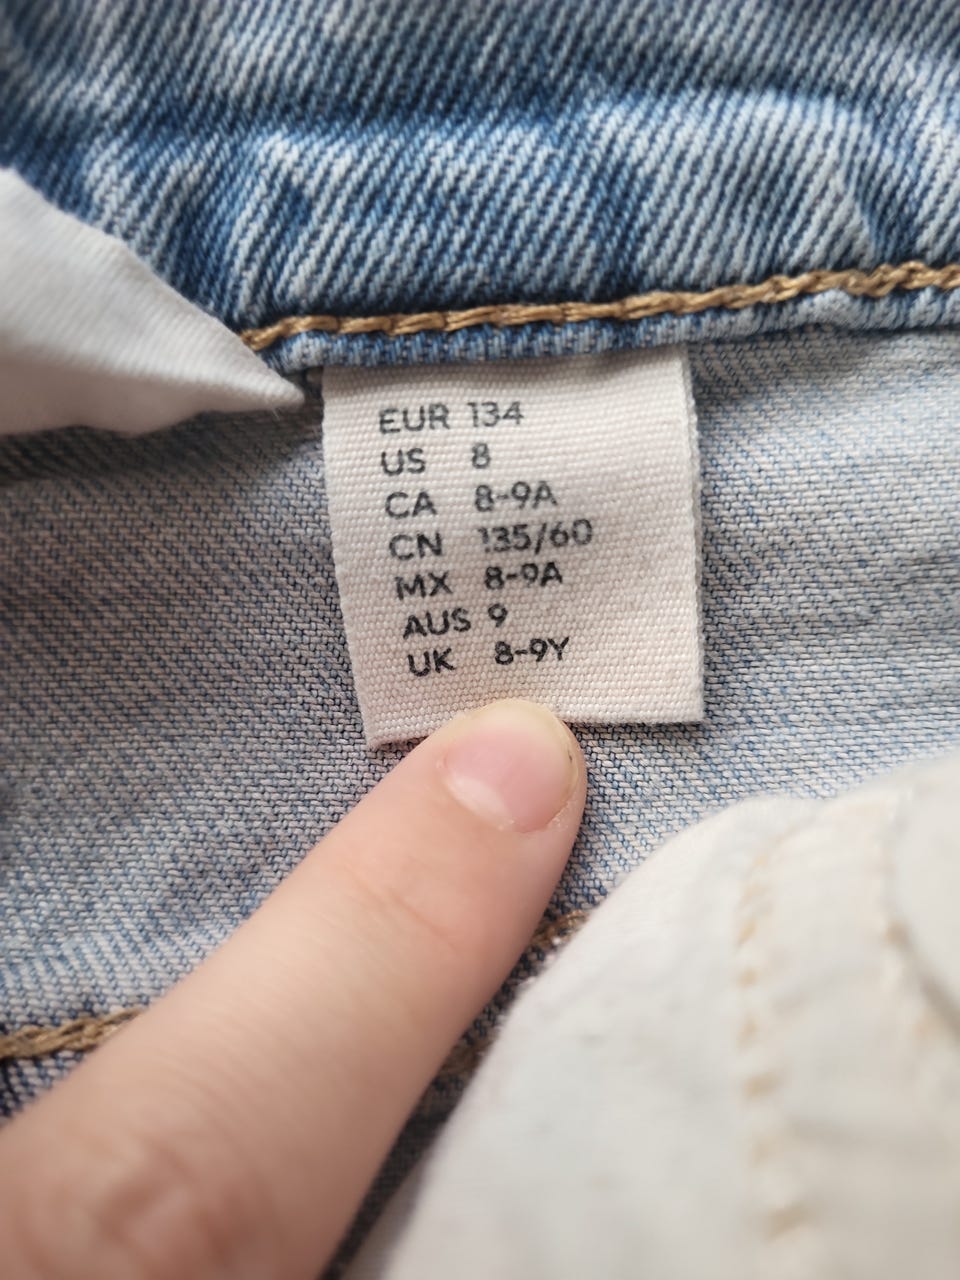 EUR 134
US 8
CA 8-9A
CN 135/60
MX 8-9A
AUS 9
UK 8-9Y